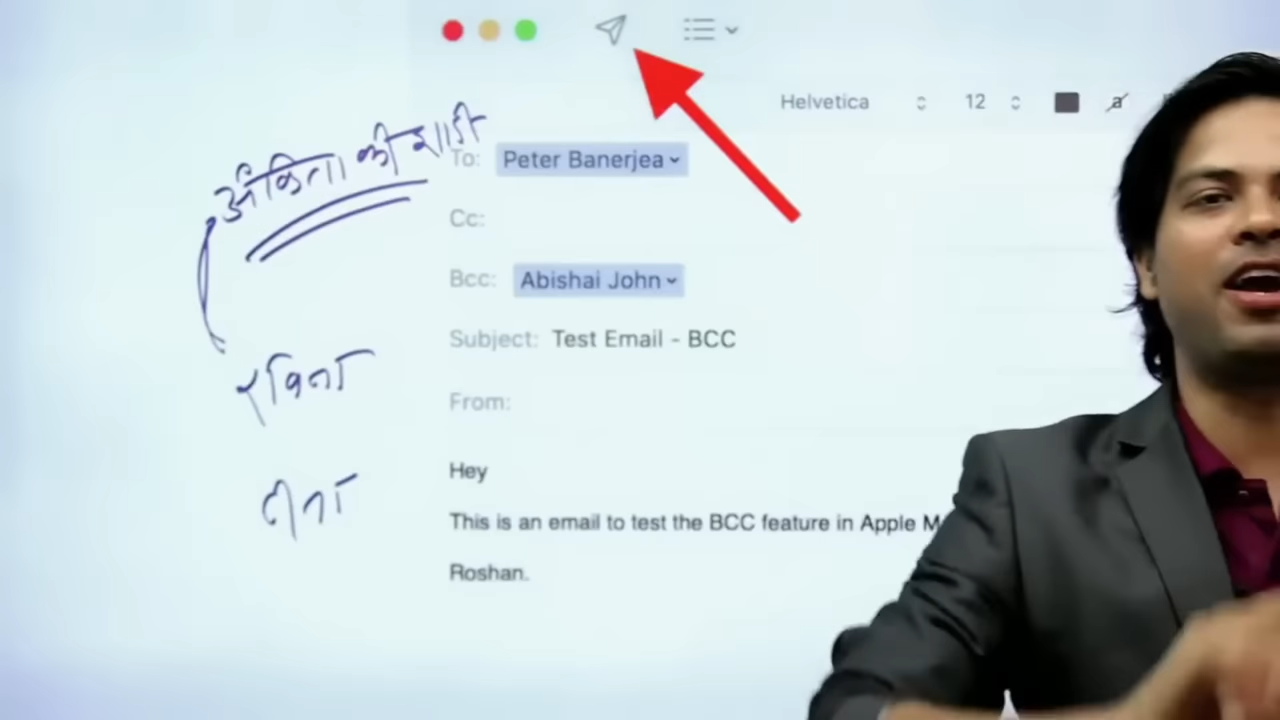 Helvetica 12 a
अंकिता की शादी
To: Peter Banerjea
Cc:
Bcc: Abishai John
Subject: Test Email - BCC
रविता
From:
Hey
This is an email to test the BCC feature in Apple M
Roshan.